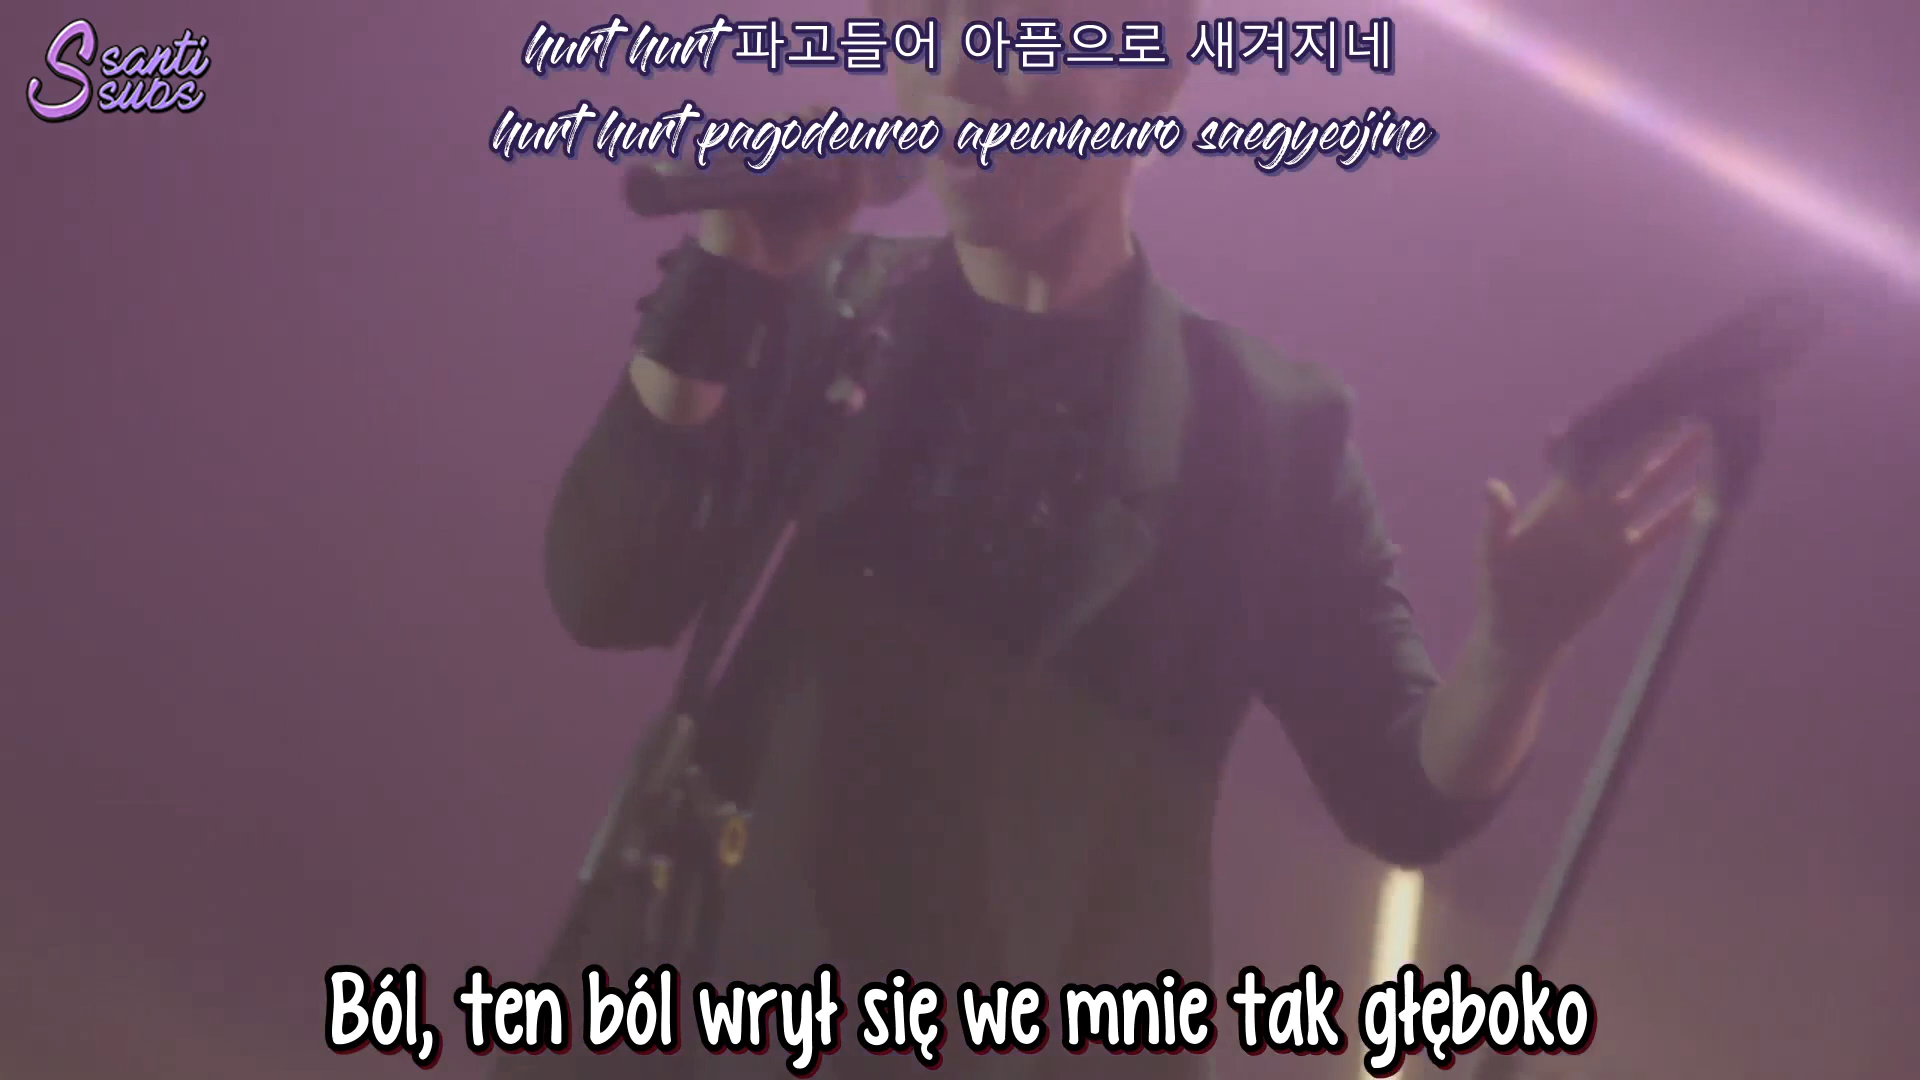 Ssanti
subs
hurt hurt 파고들어 아픔으로 새겨지네
hurt hurt pagodeureo apeumeuro saegyeojine
Ból, ten ból wrył się we mnie tak głęboko